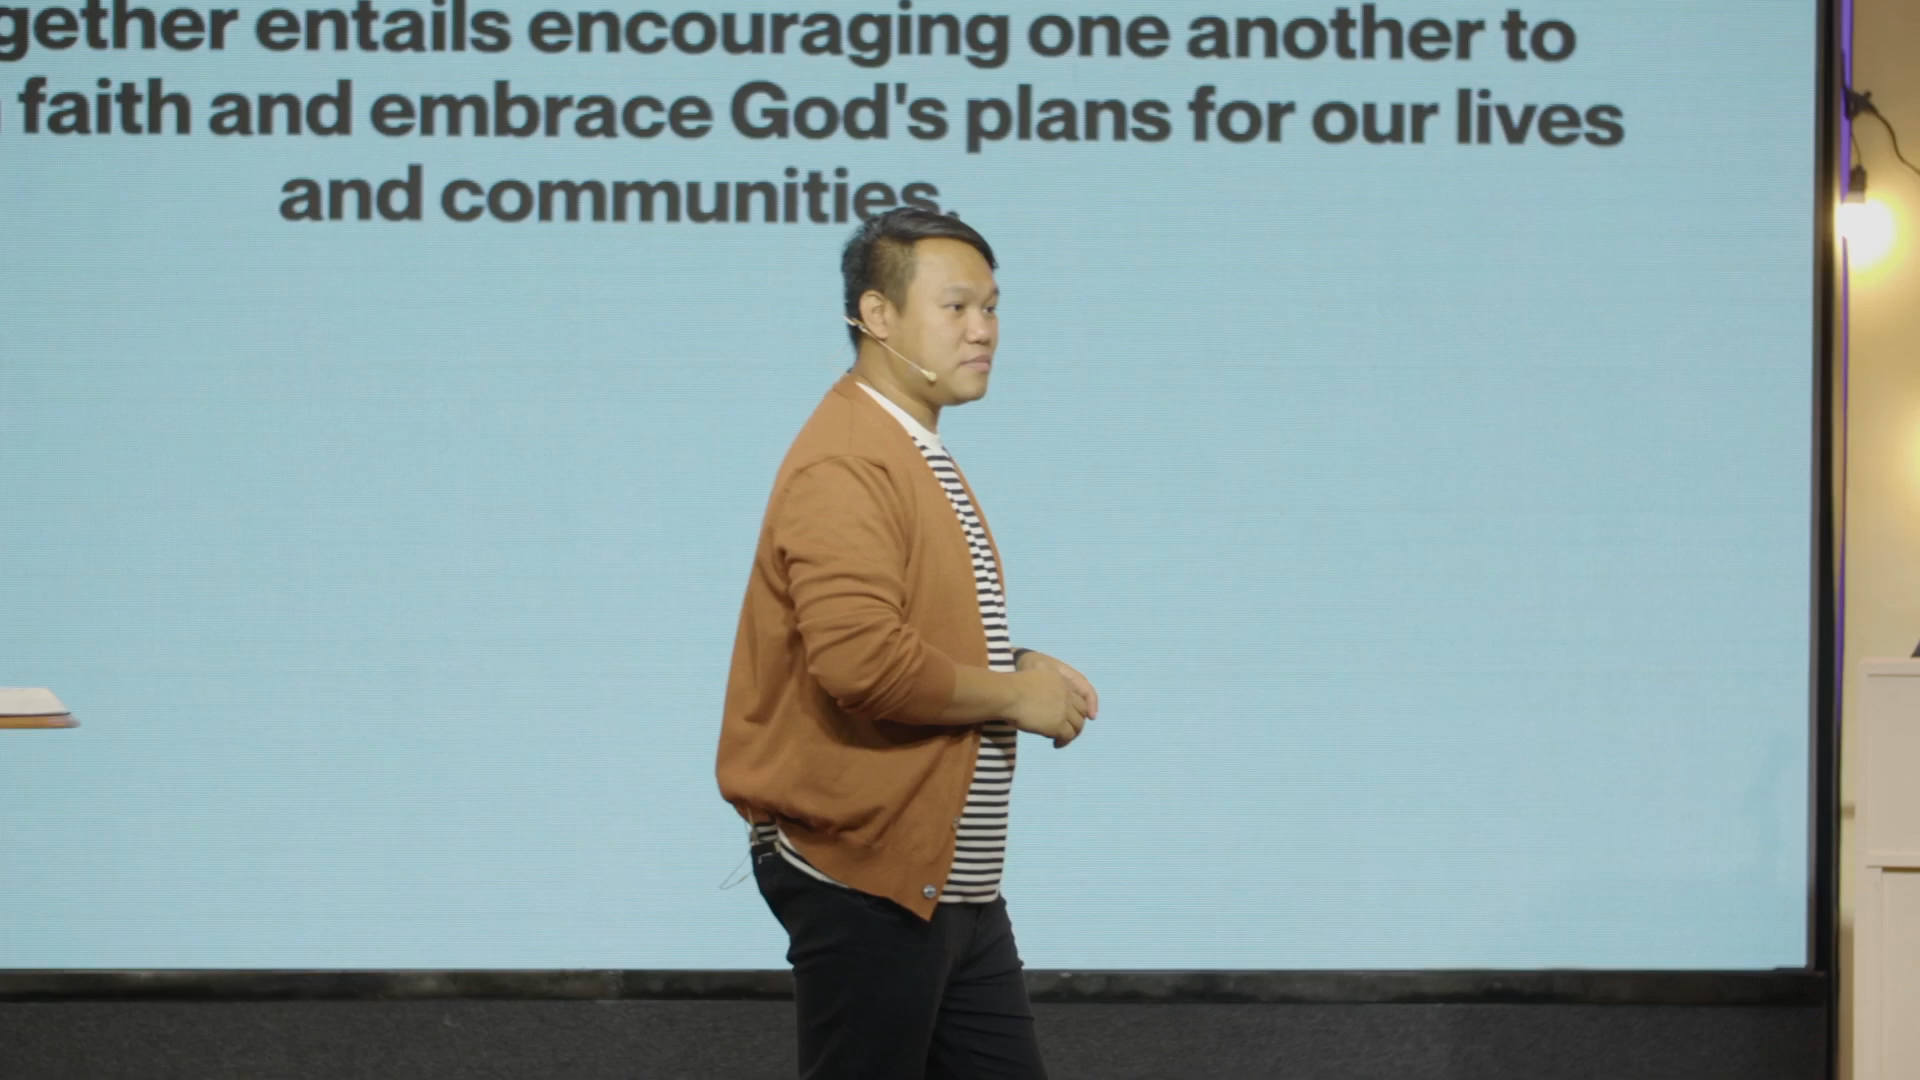 gether entails encouraging one another to
faith and embrace God's plans for our lives
and communities.